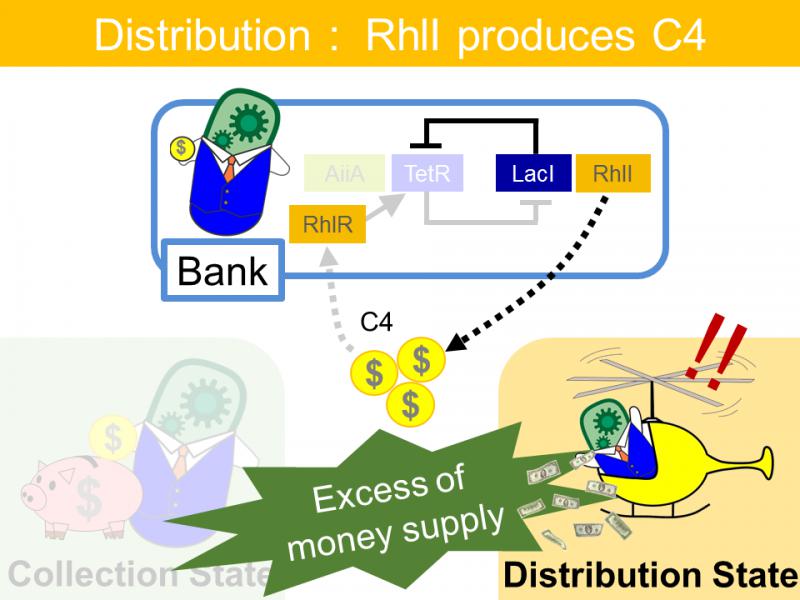 Distribution : RhlI produces C4
$
AiiA
TetR
LacI
RhlI
RhlR
Bank
C4
$
$
$
!!
$
$
Excess of
money supply
Collection State
Distribution State